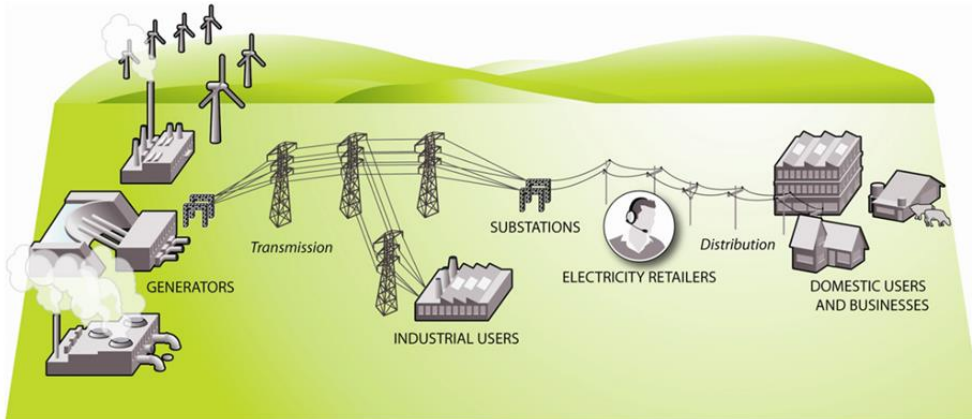 Transmission
GENERATORS
INDUSTRIAL USERS
SUBSTATIONS
ELECTRICITY RETAILERS
Distribution
DOMESTIC USERS
AND BUSINESSES